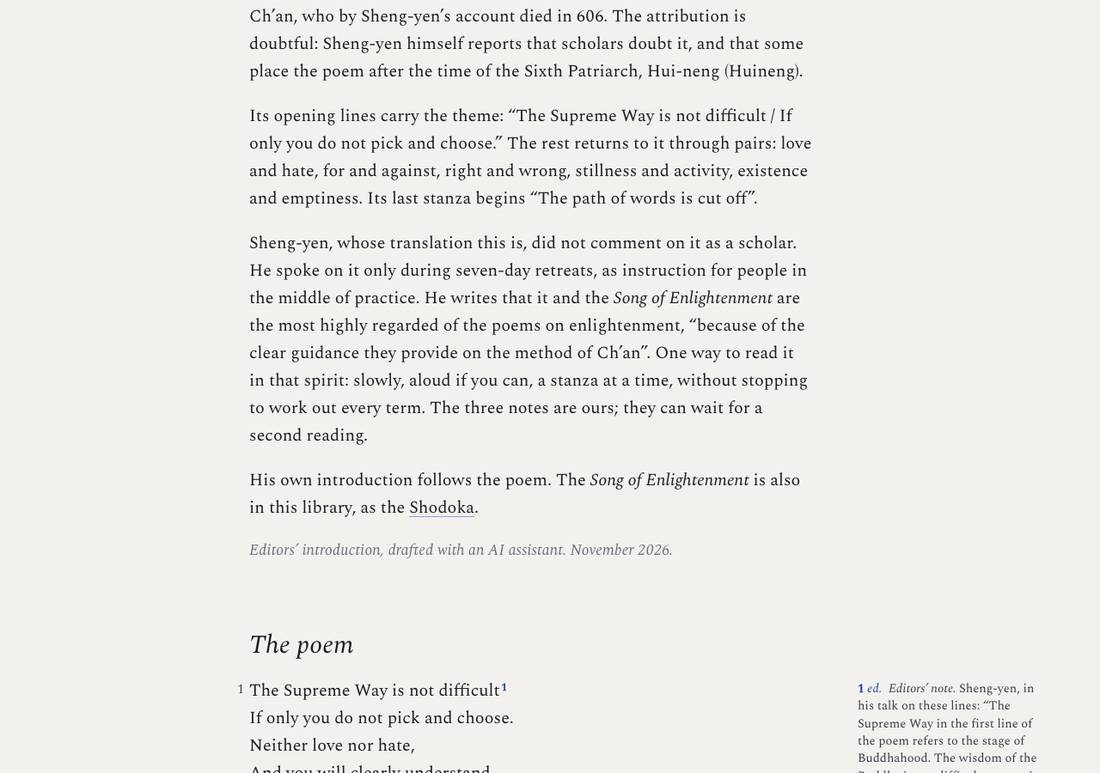 Ch’an, who by Sheng-yen’s account died in 606. The attribution is
doubtful: Sheng-yen himself reports that scholars doubt it, and that some
place the poem after the time of the Sixth Patriarch, Hui-neng (Huineng).
Its opening lines carry the theme: “The Supreme Way is not difficult / If
only you do not pick and choose.” The rest returns to it through pairs: love
and hate, for and against, right and wrong, stillness and activity, existence
and emptiness. Its last stanza begins “The path of words is cut off”.
Sheng-yen, whose translation this is, did not comment on it as a scholar.
He spoke on it only during seven-day retreats, as instruction for people in
the middle of practice. He writes that it and the Song of Enlightenment are
the most highly regarded of the poems on enlightenment, “because of the
clear guidance they provide on the method of Ch’an”. One way to read it
in that spirit: slowly, aloud if you can, a stanza at a time, without stopping
to work out every term. The three notes are ours; they can wait for a
second reading.
His own introduction follows the poem. The Song of Enlightenment is also
in this library, as the Shodoka.
Editors’ introduction, drafted with an AI assistant. November 2026.
The poem
1 The Supreme Way is not difficult1
If only you do not pick and choose.
Neither love nor hate,
And you will clearly understand.
1 ed. Editors’ note. Sheng-yen, in
his talk on these lines: “The
Supreme Way in the first line of
the poem refers to the stage of
Buddhahood. The wisdom of the